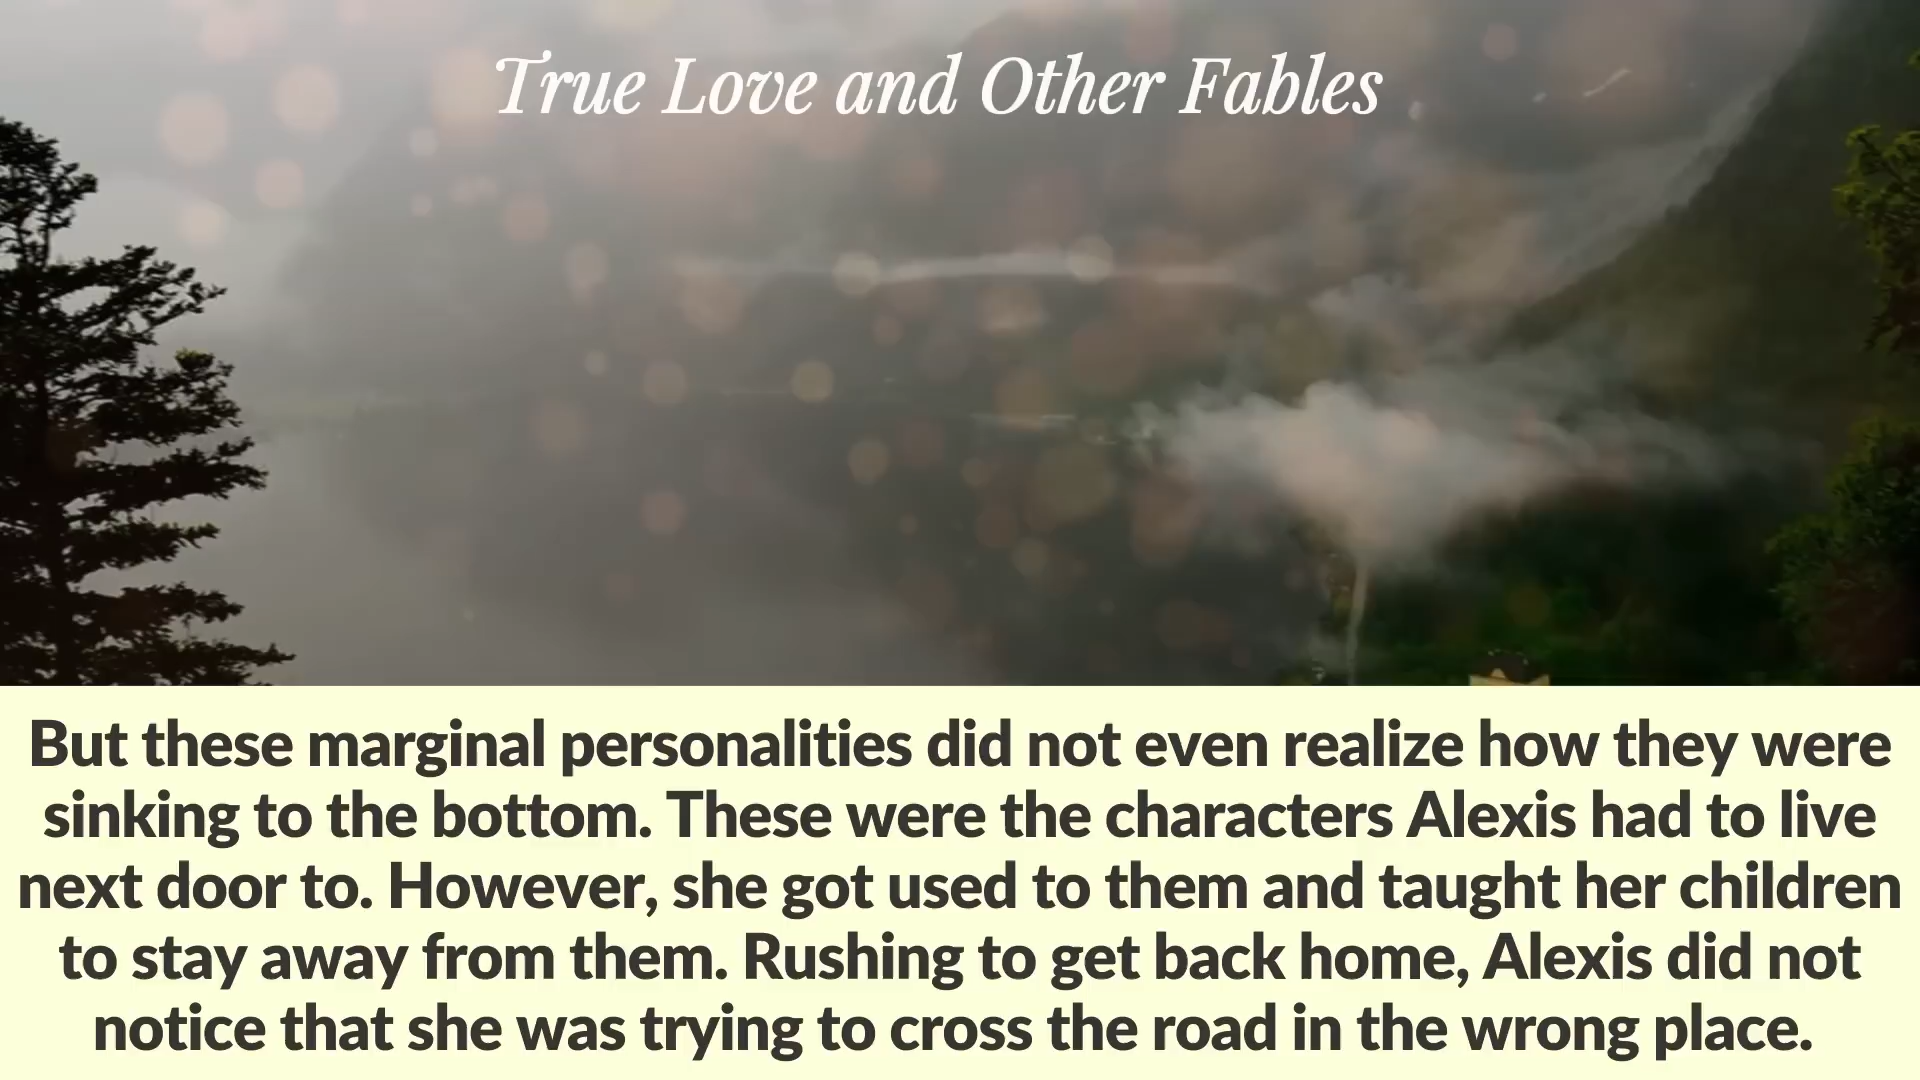 True Love and Other Fables
But these marginal personalities did not even realize how they were
sinking to the bottom. These were the characters Alexis had to live
next door to. However, she got used to them and taught her children
to stay away from them. Rushing to get back home, Alexis did not
notice that she was trying to cross the road in the wrong place.